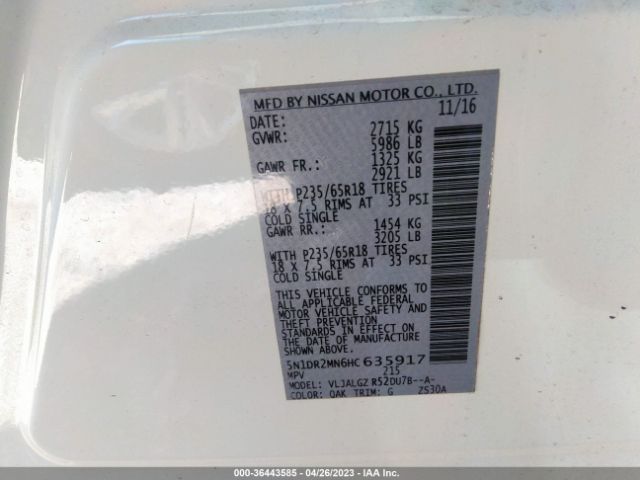 MFD BY NISSAN MOTOR CO., LTD.
DATE: 11/16
GVWR: 2715 KG
5986 LB
GAWR FR.: 1325 KG
2921 LB
WITH P235/65R18 TIRES
18 X 7.5 RIMS AT 33 PSI
COLD SINGLE
GAWR RR.: 1454 KG
3205 LB
WITH P235/65R18 TIRES
18 X 7.5 RIMS AT 33 PSI
COLD SINGLE
THIS VEHICLE CONFORMS TO
ALL APPLICABLE FEDERAL
MOTOR VEHICLE SAFETY AND
THEFT PREVENTION
STANDARDS IN EFFECT ON THE
DATE OF MANUFACTURE
5N1DR2MN6HC 635917
MPV 215
MODEL: VLJALGZ R52DU7B--A-
COLOR: QAK TRIM: G ZS30A
000-36443585 - 04/26/2023 - IAA Inc.